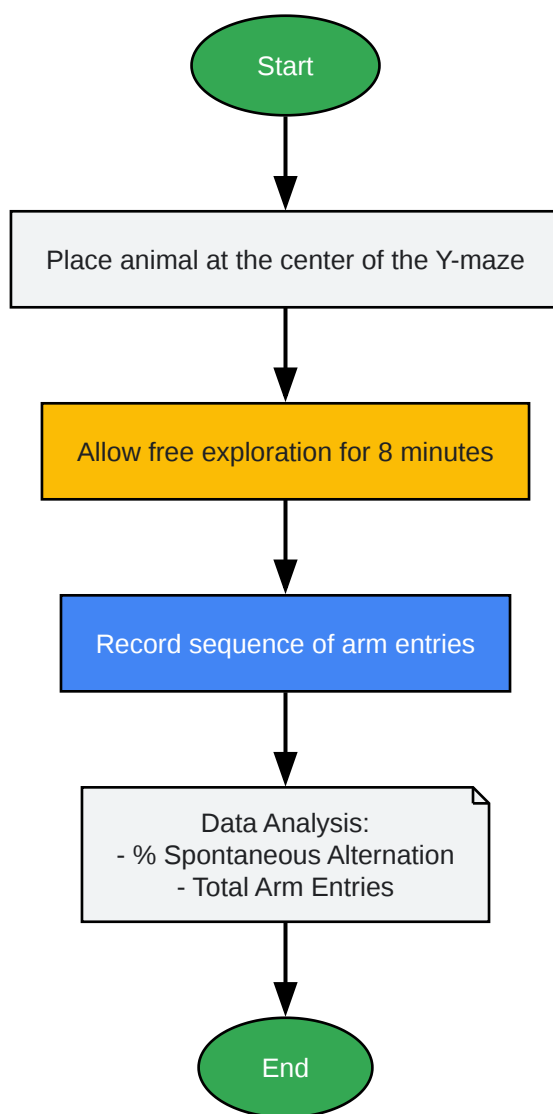 Start
Place animal at the center of the Y-maze
Allow free exploration for 8 minutes
Record sequence of arm entries
Data Analysis:
- % Spontaneous Alternation
- Total Arm Entries
End